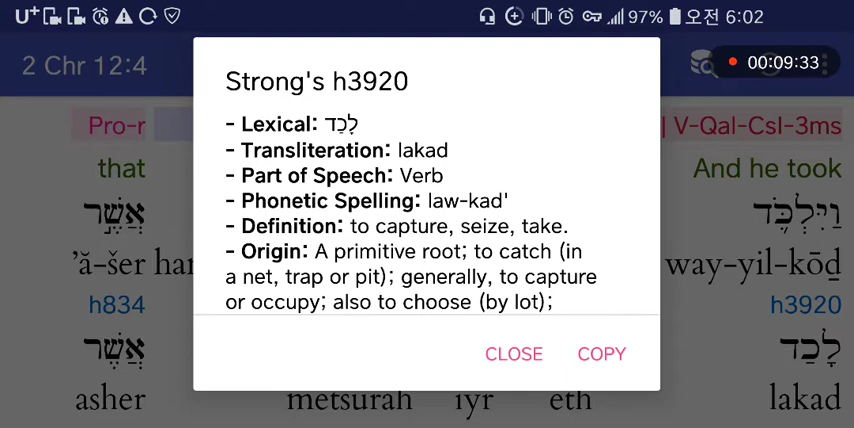 U+ 97% 오전 6:02
2 Chr 12:4
00:09:33
Strong's h3920
- Lexical: לָכַד
- Transliteration: lakad
- Part of Speech: Verb
- Phonetic Spelling: law-kad'
- Definition: to capture, seize, take.
- Origin: A primitive root; to catch (in
a net, trap or pit); generally, to capture
or occupy; also to choose (by lot);
CLOSE COPY
Pro-r | V-Qal-CsI-3ms
that And he took
אֲשֶׁ֣ר וַיִּלְכֹּ֛ד
’ă-šer har way-yil-kōḏ
h834 h3920
אֲשֶׁר לָכַד
asher metsurah iyr eth lakad